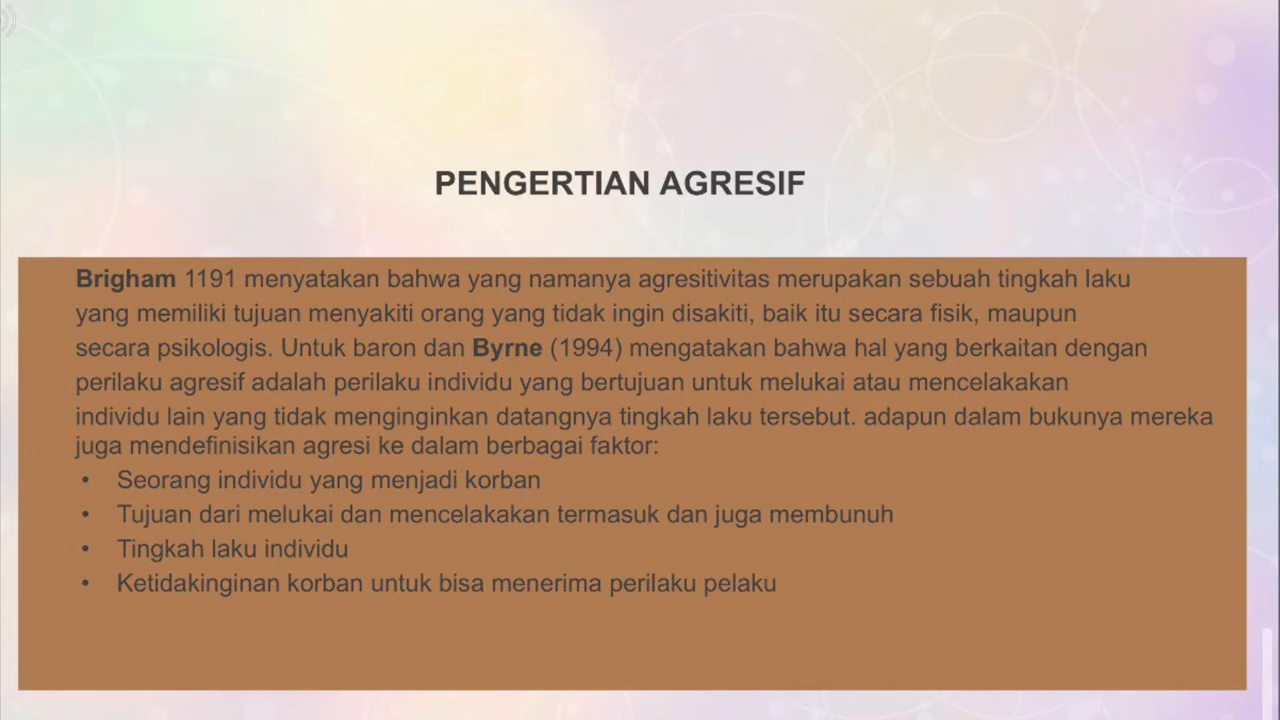 PENGERTIAN AGRESIF
Brigham 1191 menyatakan bahwa yang namanya agresitivitas merupakan sebuah tingkah laku
yang memiliki tujuan menyakiti orang yang tidak ingin disakiti, baik itu secara fisik, maupun
secara psikologis. Untuk baron dan Byrne (1994) mengatakan bahwa hal yang berkaitan dengan
perilaku agresif adalah perilaku individu yang bertujuan untuk melukai atau mencelakakan
individu lain yang tidak menginginkan datangnya tingkah laku tersebut. adapun dalam bukunya mereka
juga mendefinisikan agresi ke dalam berbagai faktor:
• Seorang individu yang menjadi korban
• Tujuan dari melukai dan mencelakakan termasuk dan juga membunuh
• Tingkah laku individu
• Ketidakinginan korban untuk bisa menerima perilaku pelaku